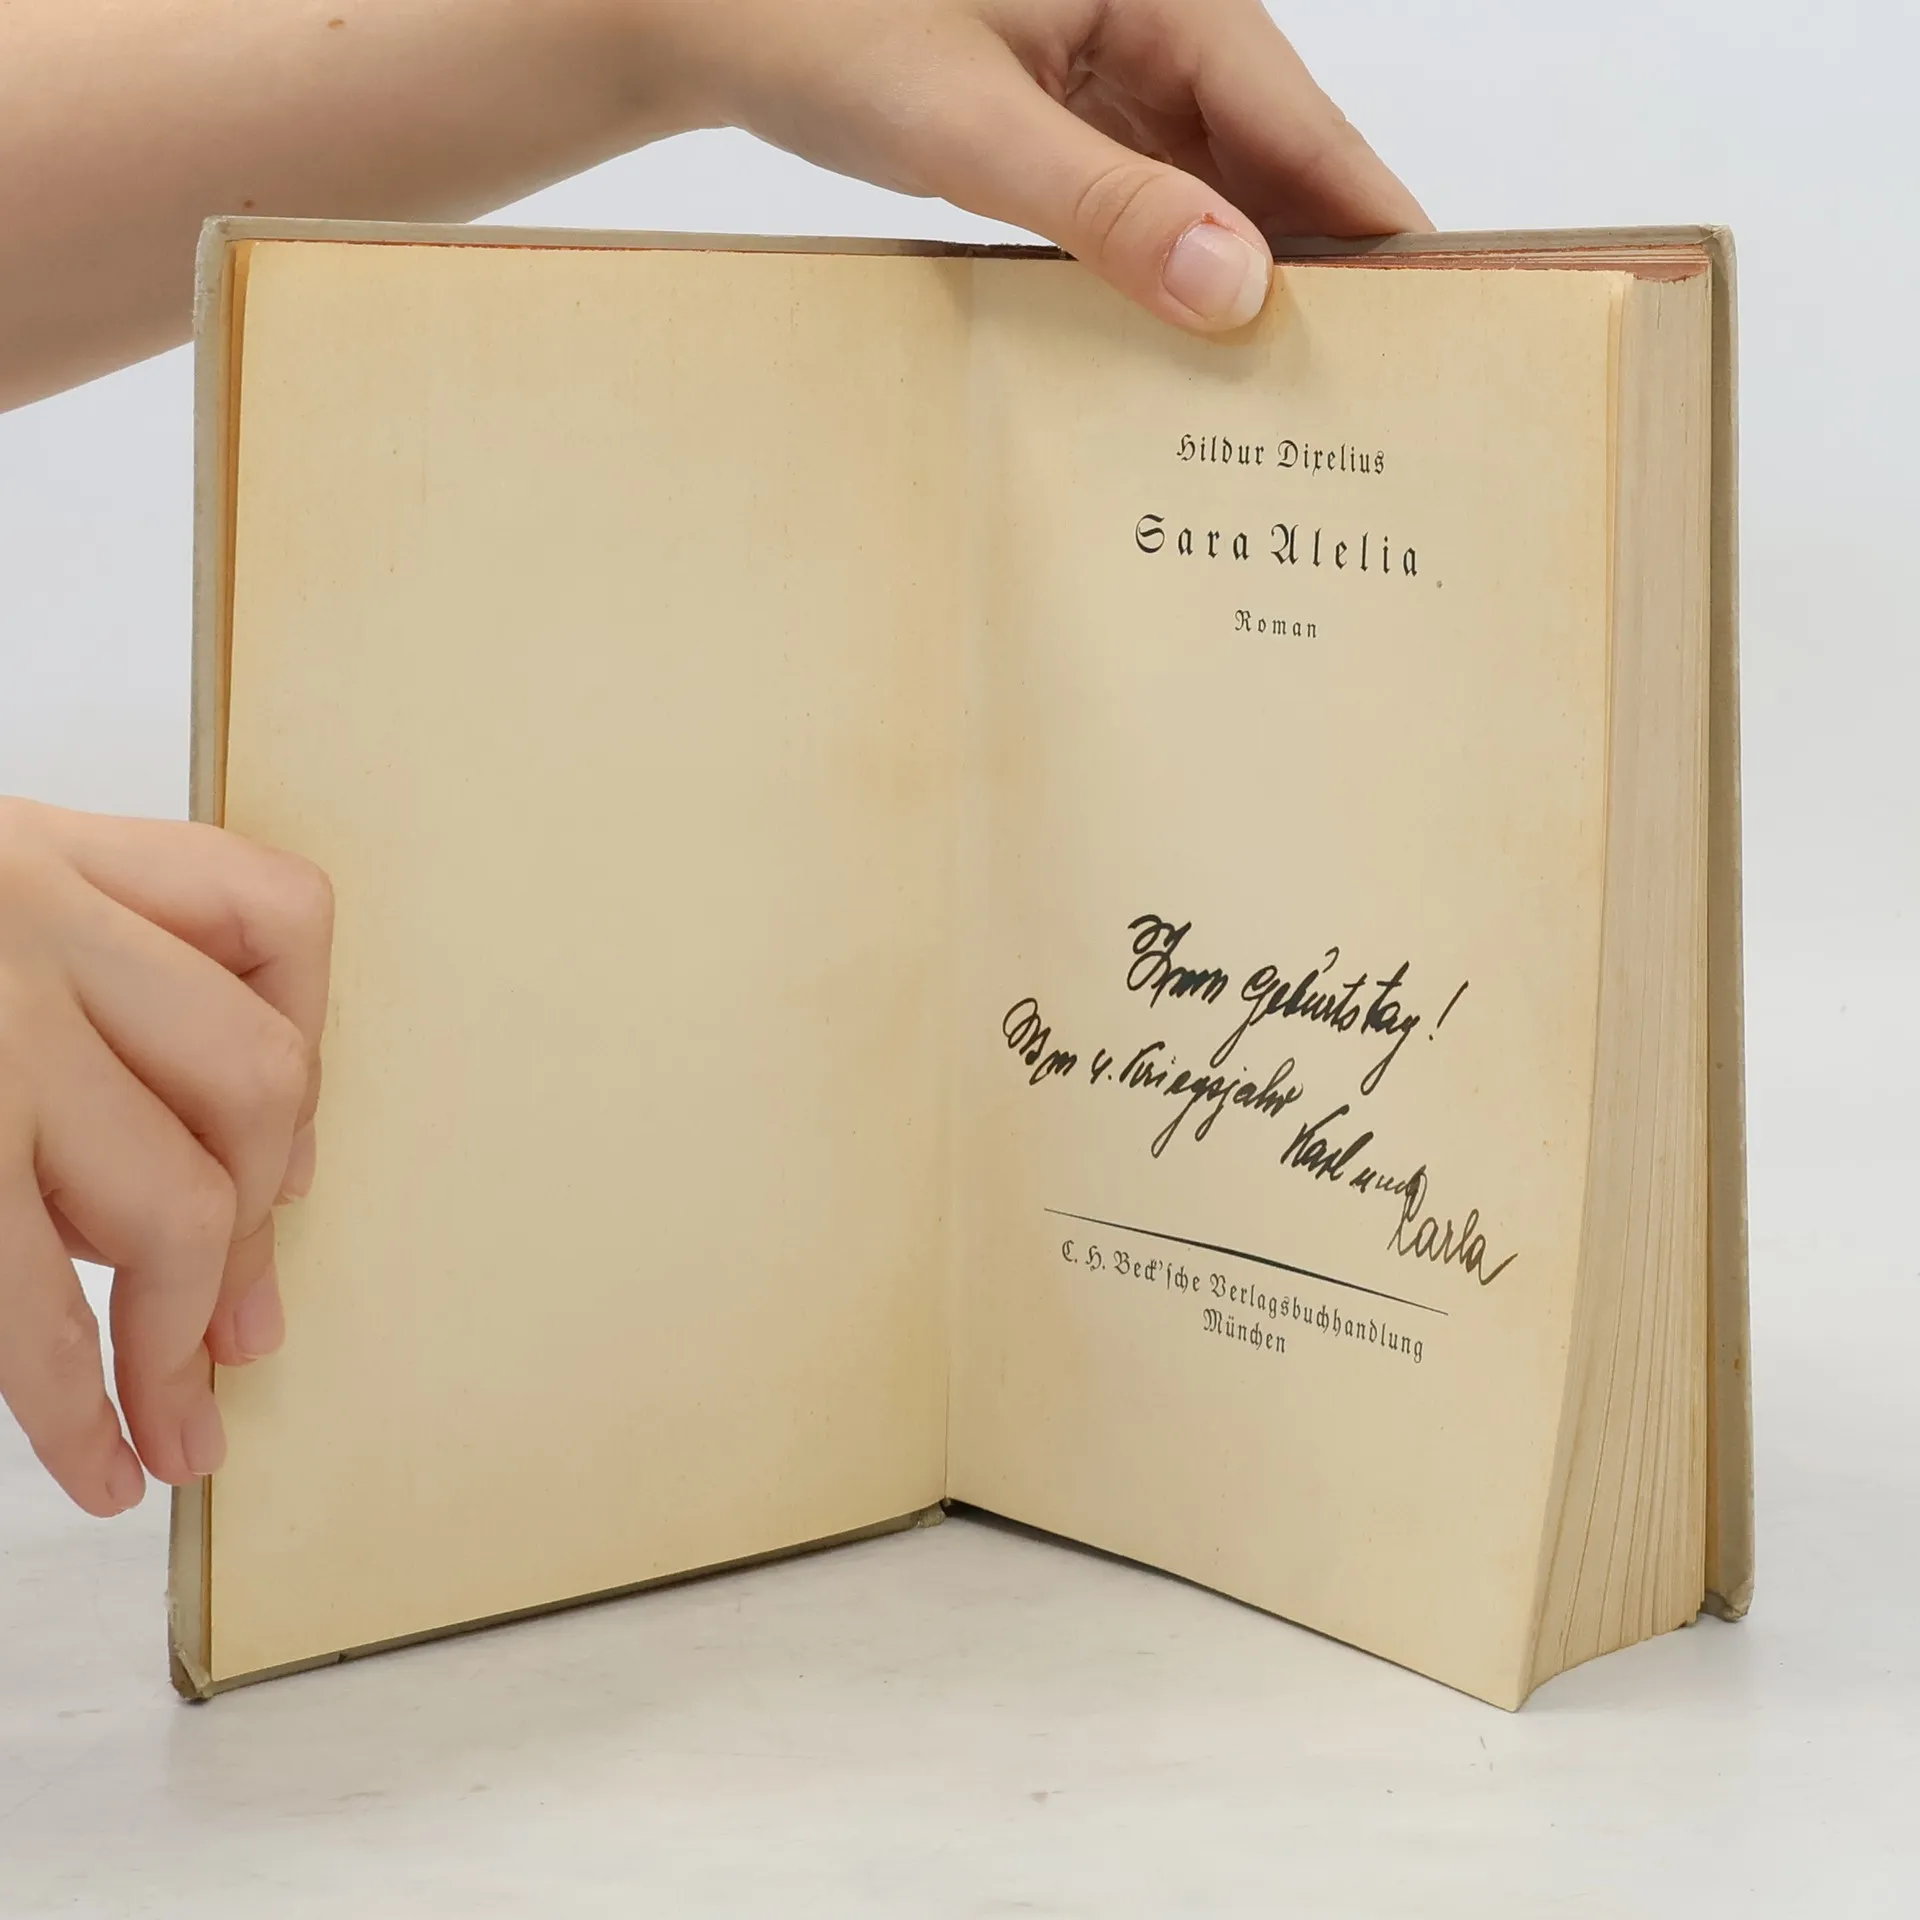 Hildur Dixelius
Sara Alelia
Roman
Zum Geburtstag!
Im 4. Kriegsjahr
Karl und
Carla
C. H. Beck'sche Verlagsbuchhandlung
München